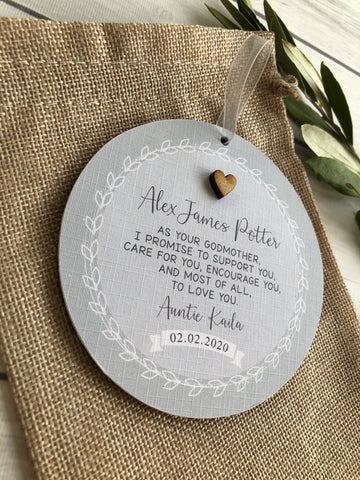 Alex James Potter
AS YOUR GODMOTHER,
I PROMISE TO SUPPORT YOU,
CARE FOR YOU, ENCOURAGE YOU,
AND MOST OF ALL,
TO LOVE YOU.
Auntie Kaila
02.02.2020